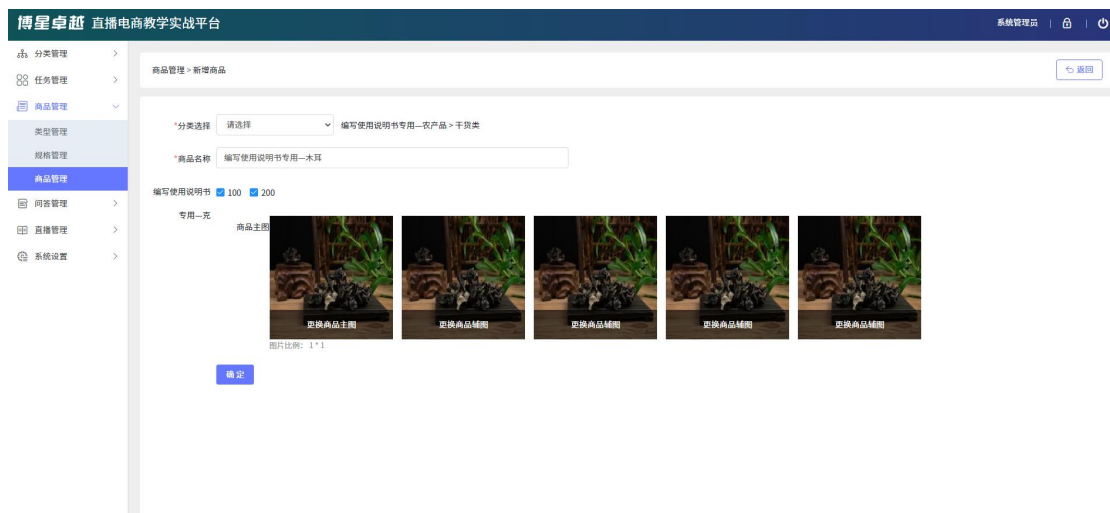 博星卓越 直播电商教学实战平台
系统管理员
分类管理
任务管理
商品管理
类型管理
规格管理
商品管理
问答管理
直播管理
系统设置
商品管理 > 新增商品
返回
*分类选择 请选择 编写使用说明书专用—农产品 > 干货类
*商品名称 编写使用说明书专用—木耳
编写使用说明书 100 200
专用—克
商品主图
更换商品主图 更换商品辅图 更换商品辅图 更换商品辅图 更换商品辅图
图片比例: 1 * 1
确定